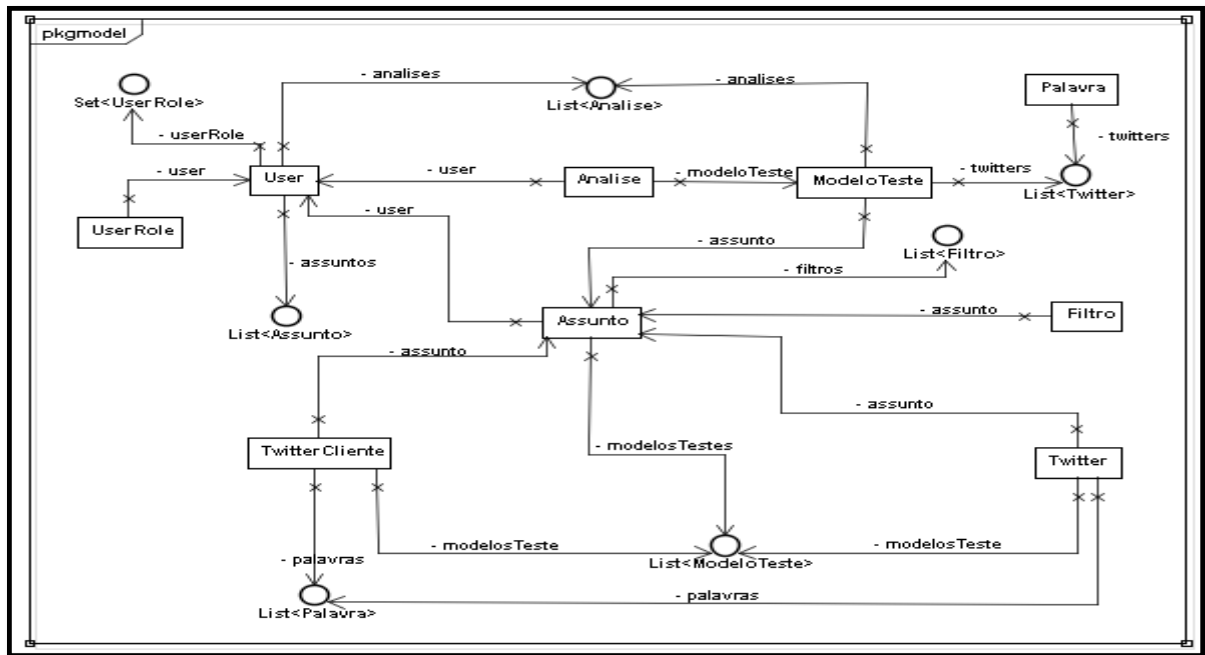 pkgmodel
- analises
- analises
Set<UserRole>
List<Analise>
Palavra
- userRole
- twitters
- user
User
- user
Analise
- modeloTeste
ModeloTeste
- twitters
List<Twitter>
UserRole
- user
- assunto
List<Filtro>
- assuntos
- filtros
List<Assunto>
Assunto
- assunto
Filtro
- assunto
- assunto
TwitterCliente
- modelosTestes
Twitter
- modelosTeste
- modelosTeste
- palavras
List<ModeloTeste>
- palavras
List<Palavra>